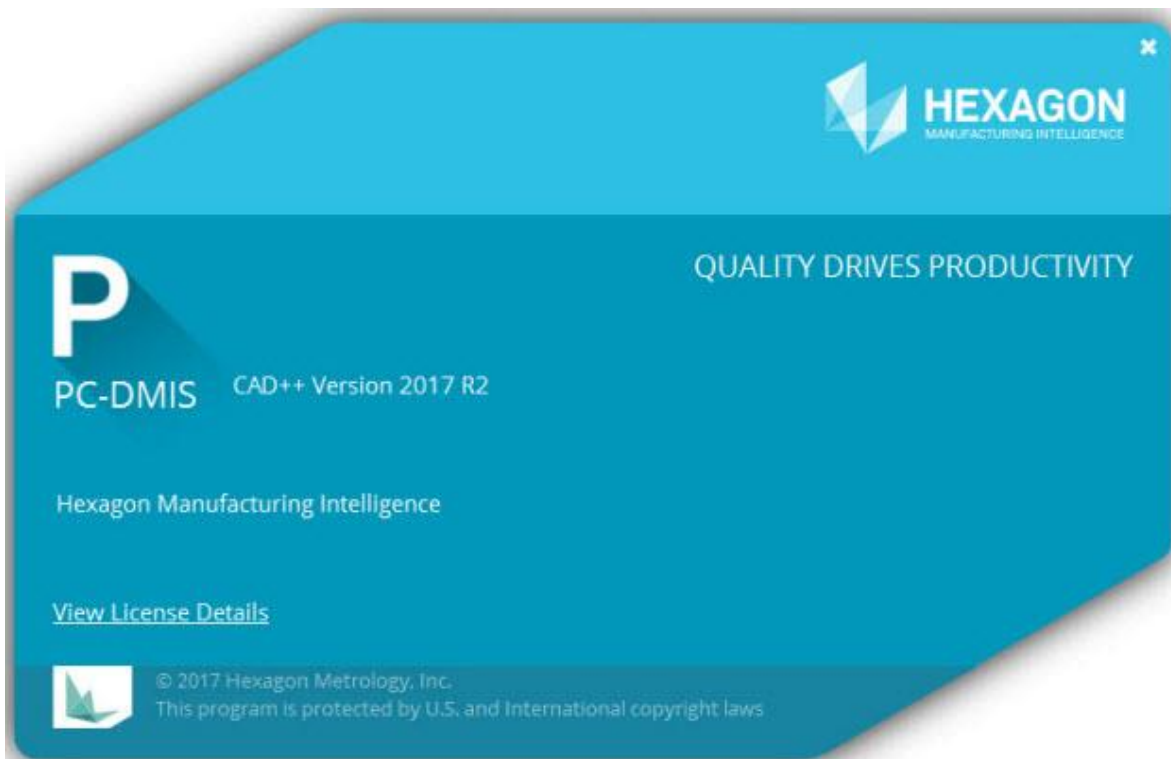 HEXAGON
MANUFACTURING INTELLIGENCE
QUALITY DRIVES PRODUCTIVITY
P
PC-DMIS
CAD++ Version 2017 R2
Hexagon Manufacturing Intelligence
View License Details
© 2017 Hexagon Metrology, Inc.
This program is protected by U.S. and International copyright laws